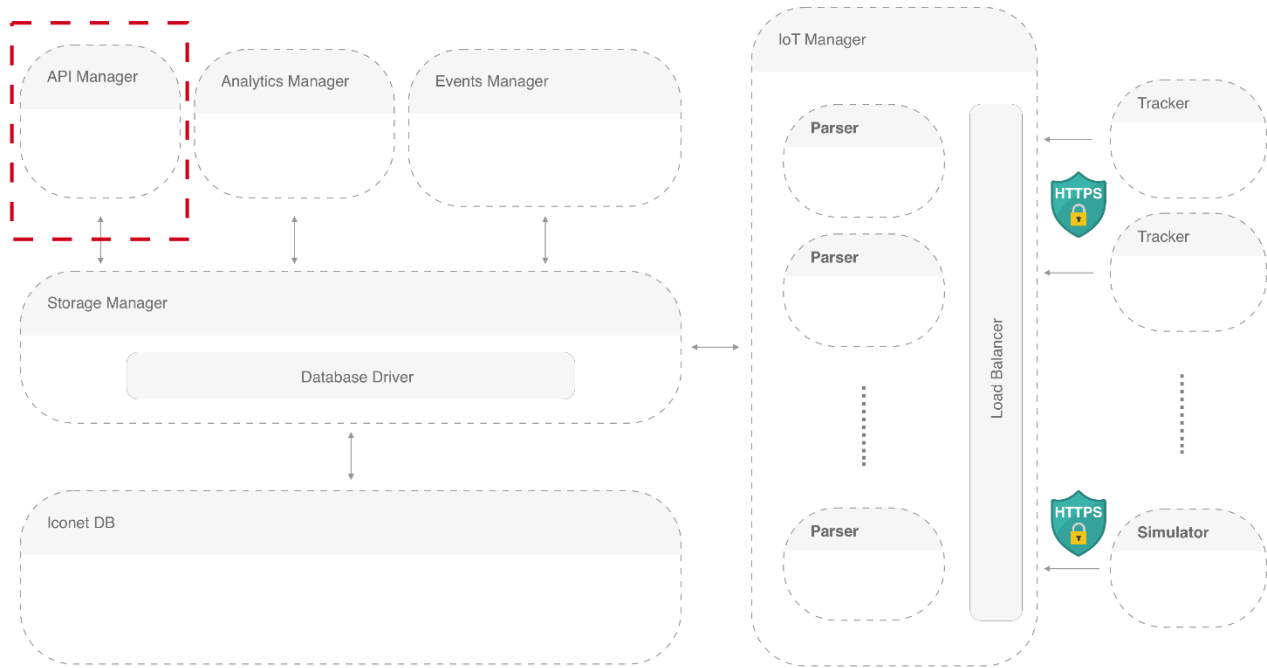 API Manager
Analytics Manager
Events Manager
Storage Manager
Database Driver
Iconet DB
IoT Manager
Parser
Parser
Parser
Load Balancer
Tracker
HTTPS
Tracker
HTTPS
Simulator